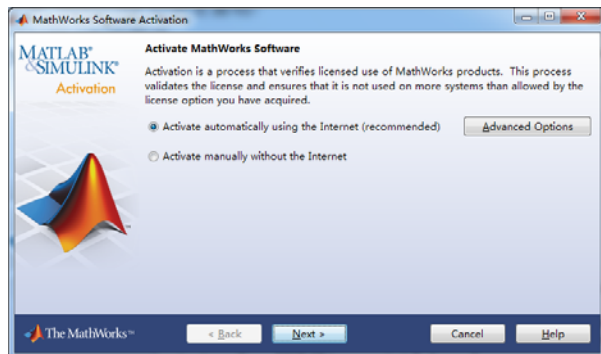 MathWorks Software Activation
MATLAB®
&SIMULINK®
Activation
Activate MathWorks Software
Activation is a process that verifies licensed use of MathWorks products. This process
validates the license and ensures that it is not used on more systems than allowed by the
license option you have acquired.
Activate automatically using the Internet (recommended)
Advanced Options
Activate manually without the Internet
The MathWorks™
< Back
Next >
Cancel
Help